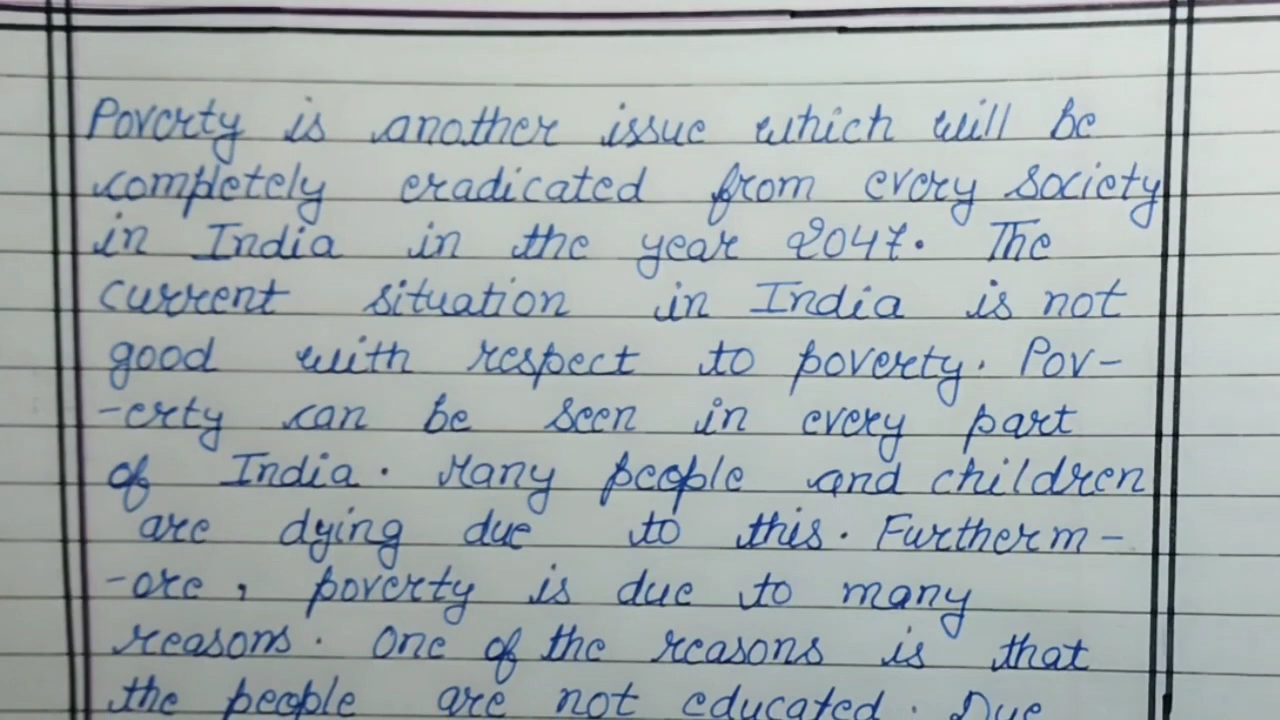 Poverty is another issue which will be
completely eradicated from every society
in India in the year 2047. The
current situation in India is not
good with respect to poverty. Pov-
-erty can be seen in every part
of India. Many people and children
are dying due to this. Furtherm-
-ore, poverty is due to many
reasons. One of the reasons is that
the people are not educated. Due